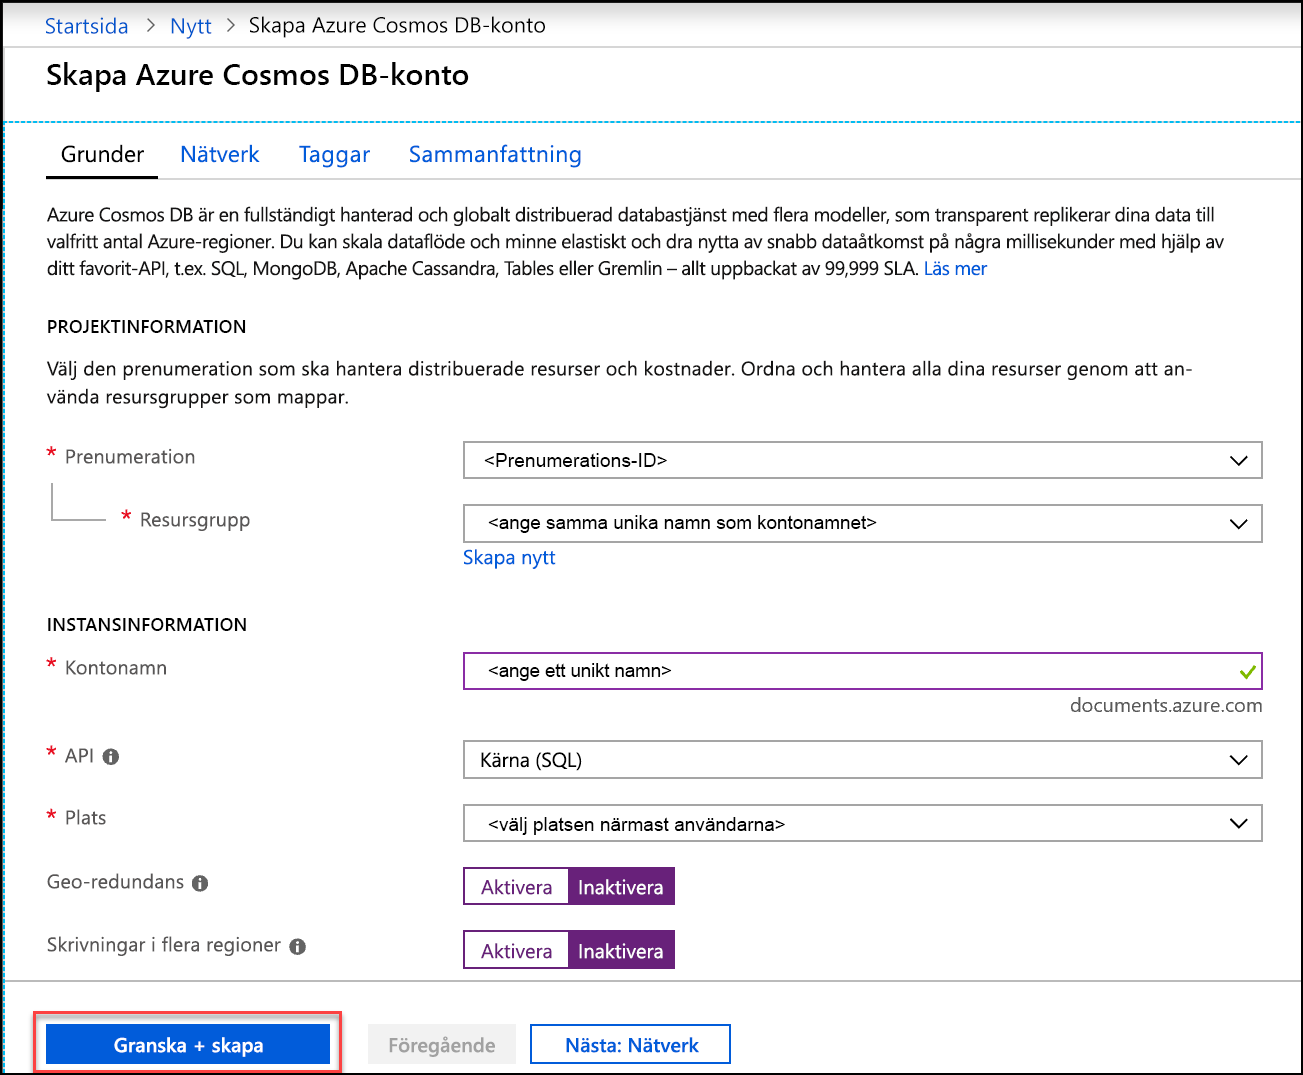 Startsida > Nytt > Skapa Azure Cosmos DB-konto
Skapa Azure Cosmos DB-konto
Grunder Nätverk Taggar Sammanfattning
Azure Cosmos DB är en fullständigt hanterad och globalt distribuerad databastjänst med flera modeller, som transparent replikerar dina data till
valfritt antal Azure-regioner. Du kan skala dataflöde och minne elastiskt och dra nytta av snabb dataåtkomst på några millisekunder med hjälp av
ditt favorit-API, t.ex. SQL, MongoDB, Apache Cassandra, Tables eller Gremlin – allt uppbackat av 99,999 SLA. Läs mer
PROJEKTINFORMATION
Välj den prenumeration som ska hantera distribuerade resurser och kostnader. Ordna och hantera alla dina resurser genom att an-
vända resursgrupper som mappar.
* Prenumeration <Prenumerations-ID>
* Resursgrupp <ange samma unika namn som kontonamnet>
Skapa nytt
INSTANSINFORMATION
* Kontonamn <ange ett unikt namn>
documents.azure.com
* API Kärna (SQL)
* Plats <välj platsen närmast användarna>
Geo-redundans Aktivera Inaktivera
Skrivningar i flera regioner Aktivera Inaktivera
Granska + skapa Föregående Nästa: Nätverk